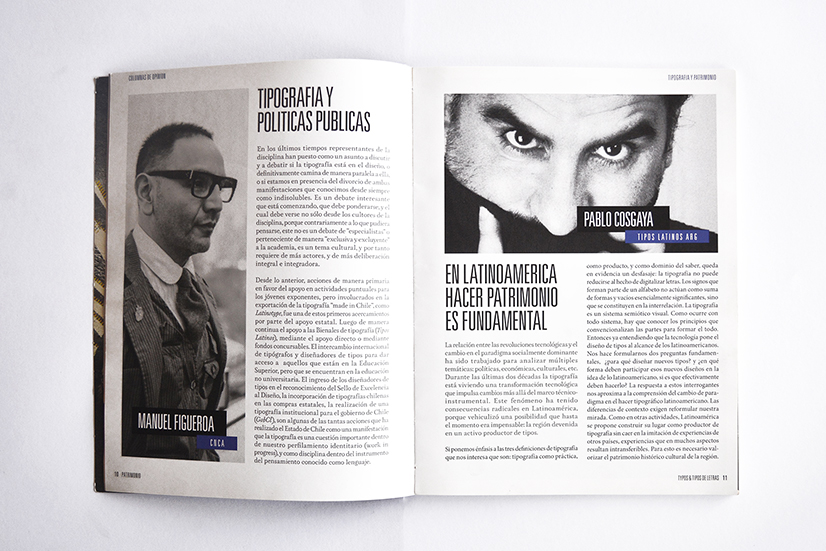 COLUMNAS DE OPINION
TIPOGRAFIA Y
POLITICAS PUBLICAS
En los últimos tiempos representantes de la
disciplina han puesto como un asunto a discutir
y a debatir si la tipografía está en el diseño, o
definitivamente camina de manera paralela a ella,
o si estamos en presencia del divorcio de ambas
manifestaciones que conocimos desde siempre
como indisolubles. Es un debate interesante
que está comenzando, que debe ponderarse, y el
cual debe verse no sólo desde los cultores de la
disciplina, porque contrariamente a lo que pudiera
pensarse, este no es un debate de "especialistas" o
perteneciente de manera "exclusiva y excluyente"
a la academia, es un tema cultural, y por tanto
requiere de más actores, y de más deliberación
integral e integradora.
Desde lo anterior, acciones de manera primaria
en favor del apoyo en actividades puntuales para
los jóvenes exponentes, pero involucrados en la
exportación de la tipografía "made in Chile", como
Latinotype, fue una de estos primeros acercamientos
por parte del apoyo estatal. Luego de manera
continua el apoyo a las Bienales de tipografía (Tipos
Latinos), mediante el apoyo directo o mediante
fondos concursables. El intercambio internacional
de tipógrafos y diseñadores de tipos para dar
acceso a aquellos que están en la Educación
Superior, pero que se encuentran en la educación
no universitaria. El ingreso de los diseñadores de
tipos en el reconocimiento del Sello de Excelencia
al Diseño, la incorporación de tipografías chilenas
en las compras estatales, la realización de una
tipografía institucional para el gobierno de Chile
(GobCl), son algunas de las tantas acciones que ha
realizado el Estado de Chile como una manifestación
que la tipografía es una cuestión importante dentro
de nuestro perfilamiento identitario (work in
progress), y como disciplina dentro del instrumento
del pensamiento conocido como lenguaje.
MANUEL FIGUEROA
CNCA
10 PATRIMONIO
TIPOGRAFIA Y PATRIMONIO
PABLO COSGAYA
TIPOS LATINOS ARG
EN LATINOAMERICA
HACER PATRIMONIO
ES FUNDAMENTAL
La relación entre las revoluciones tecnológicas y el
cambio en el paradigma socialmente dominante
ha sido trabajado para analizar múltiples
temáticas: políticas, económicas, culturales, etc.
Durante las últimas dos décadas la tipografía
está viviendo una transformación tecnológica
que impulsa cambios más allá del marco técnico-
instrumental. Este fenómeno ha tenido
consecuencias radicales en Latinoamérica,
porque vehiculizó una posibilidad que hasta
el momento era impensable: la región devenida
en un activo productor de tipos.
Si ponemos énfasis a las tres definiciones de tipografía
que nos interesa que son: tipografía como práctica,
como producto, y como dominio del saber, queda
en evidencia un desfasaje: la tipografía no puede
reducirse al hecho de digitalizar letras. Los signos que
forman parte de un alfabeto no actúan como suma
de formas y vacíos esencialmente significantes, sino
que se constituyen en la interrelación. La tipografía
es un sistema semiótico visual. Como ocurre con
todo sistema, hay que conocer los principios que
convencionalizan las partes para formar el todo.
Entonces ya entendiendo que la tecnología pone el
diseño de tipos al alcance de los latinoamericanos.
Nos hace formularnos dos preguntas fundamen-
tales, ¿para qué diseñar nuevos tipos? y ¿en qué
forma deben participar esos nuevos diseños en la
idea de lo latinoamericano, si es que efectivamente
deben hacerlo? La respuesta a estos interrogantes
nos aproxima a la comprensión del cambio de para-
digma en el hacer tipográfico latinoamericano. Las
diferencias de contexto exigen reformular nuestra
mirada. Como en otras actividades, Latinoamérica
se propone construir su lugar como productor de
tipografía sin caer en la imitación de experiencias de
otros países, experiencias que en muchos aspectos
resultan intransferibles. Para esto es necesario val-
orizar el patrimonio histórico cultural de la región.
TYPOS & TIPOS DE LETRAS 11